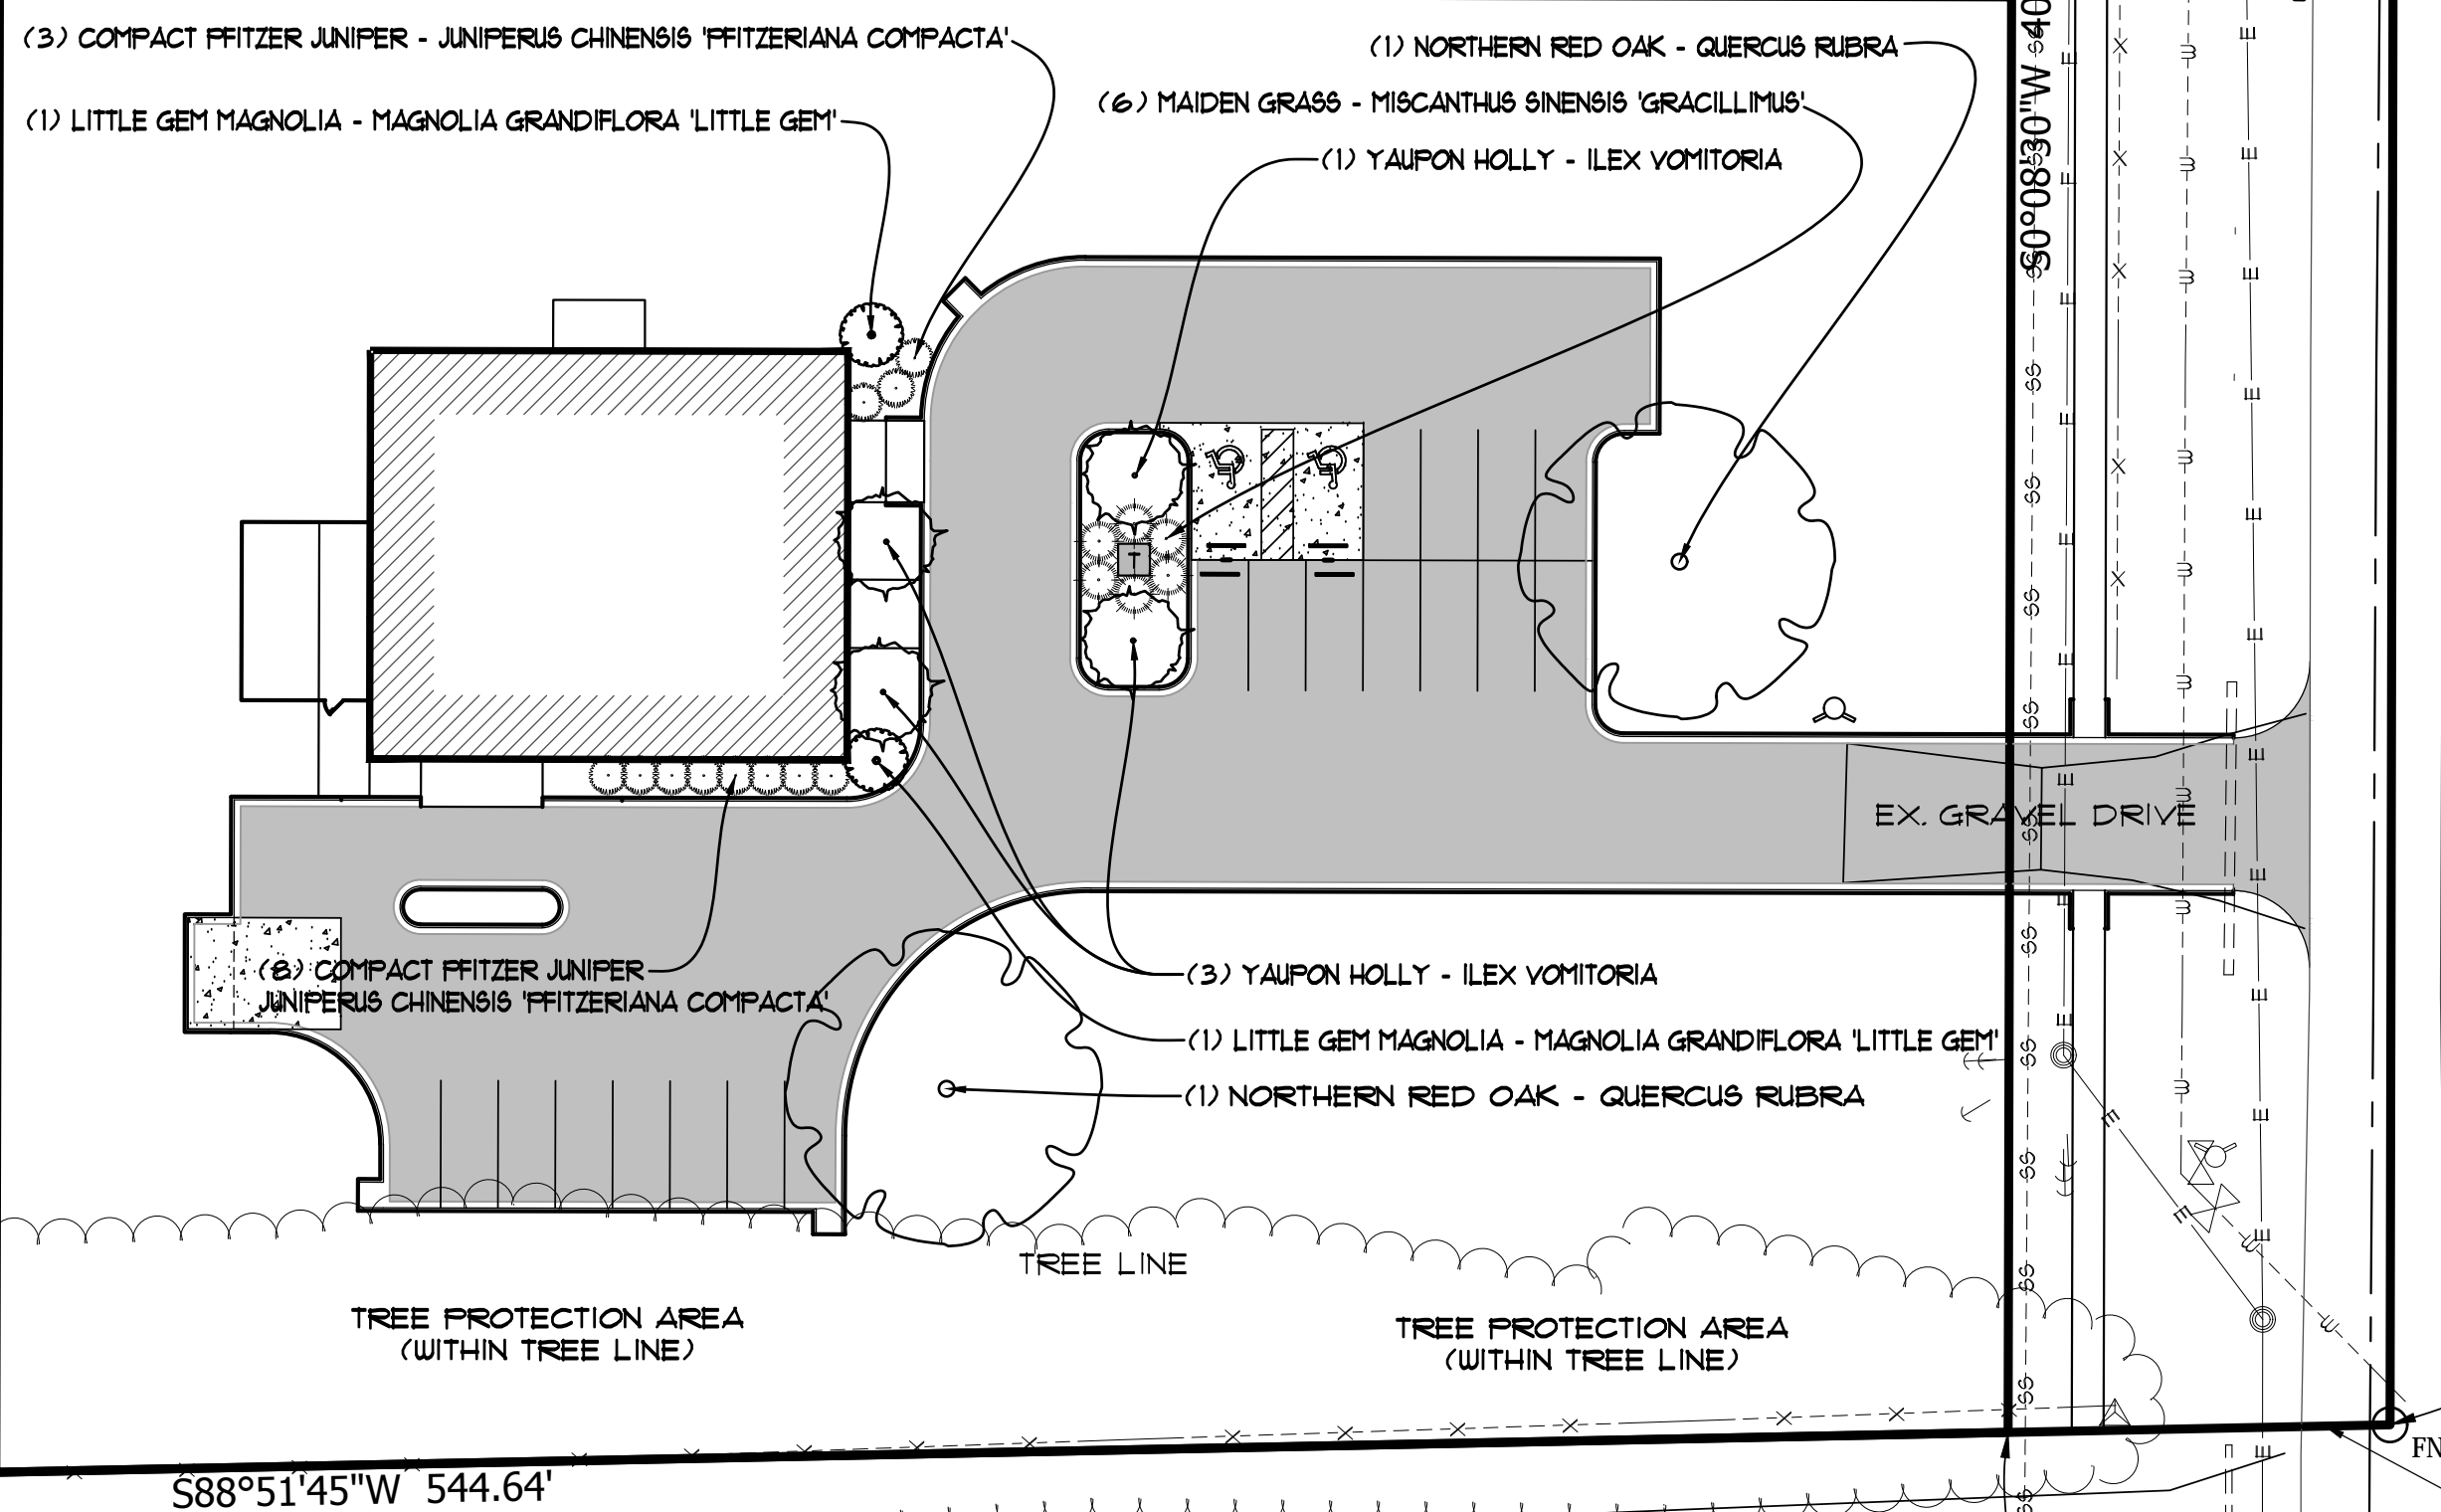 (3) COMPACT PFITZER JUNIPER - JUNIPERUS CHINENSIS 'PFITZERIANA COMPACTA'
(1) NORTHERN RED OAK - QUERCUS RUBRA
(6) MAIDEN GRASS - MISCANTHUS SINENSIS 'GRACILLIMUS'
(1) LITTLE GEM MAGNOLIA - MAGNOLIA GRANDIFLORA 'LITTLE GEM'
(1) YAUPON HOLLY - ILEX VOMITORIA
S0°08'30"W
T
EX. GRAVEL DRIVE
(8) COMPACT PFITZER JUNIPER
JUNIPERUS CHINENSIS 'PFITZERIANA COMPACTA'
(3) YAUPON HOLLY - ILEX VOMITORIA
(1) LITTLE GEM MAGNOLIA - MAGNOLIA GRANDIFLORA 'LITTLE GEM'
(1) NORTHERN RED OAK - QUERCUS RUBRA
TREE LINE
TREE PROTECTION AREA
(WITHIN TREE LINE)
TREE PROTECTION AREA
(WITHIN TREE LINE)
S88°51'45"W 544.64'